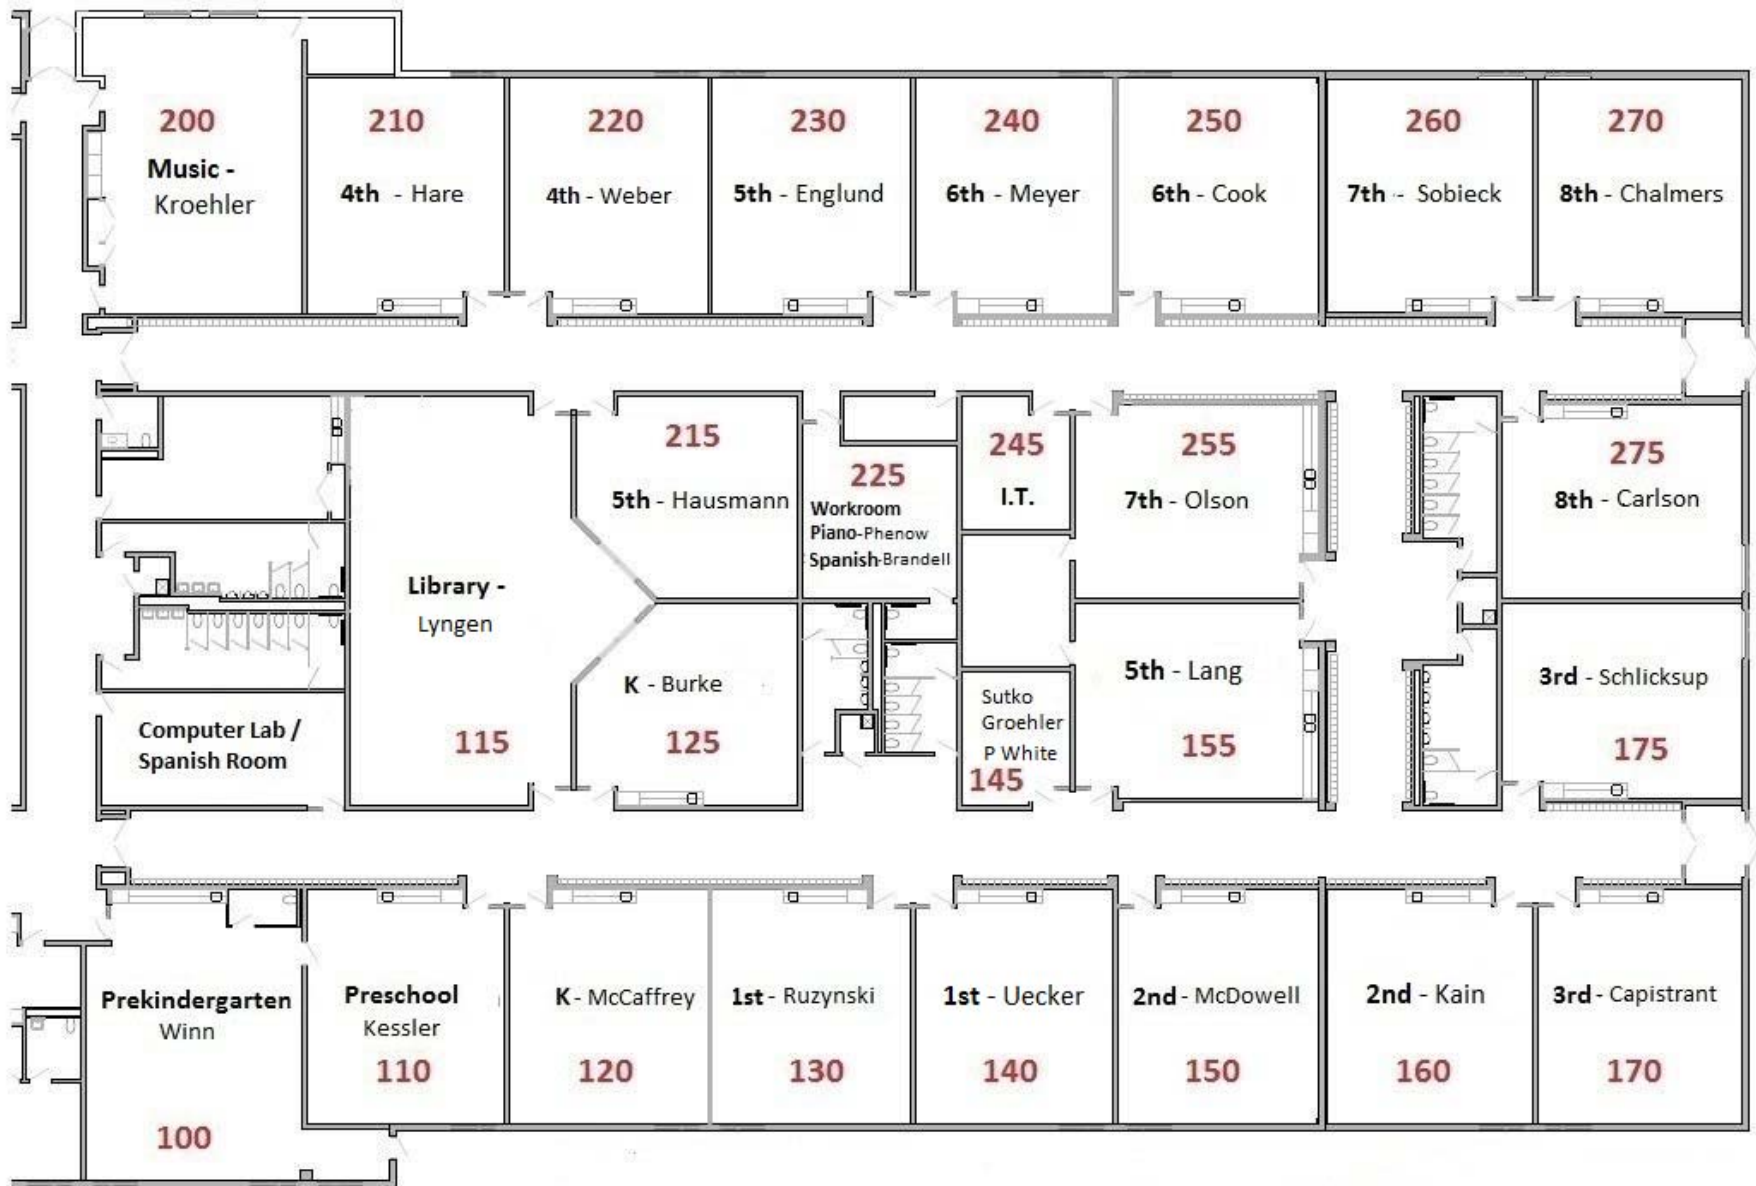 200
Music -
Kroehler
210
4th - Hare
220
4th - Weber
230
5th - Englund
240
6th - Meyer
250
6th - Cook
260
7th - Sobieck
270
8th - Chalmers
215
5th - Hausmann
225
Workroom
Piano-Phenow
Spanish-Brandell
245
I.T.
255
7th - Olson
275
8th - Carlson
Library -
Lyngen
115
K - Burke
125
Computer Lab /
Spanish Room
Sutko
Groehler
P White
145
5th - Lang
155
3rd - Schlicksup
175
Prekindergarten
Winn
100
Preschool
Kessler
110
K - McCaffrey
120
1st - Ruzynski
130
1st - Uecker
140
2nd - McDowell
150
2nd - Kain
160
3rd - Capistrant
170